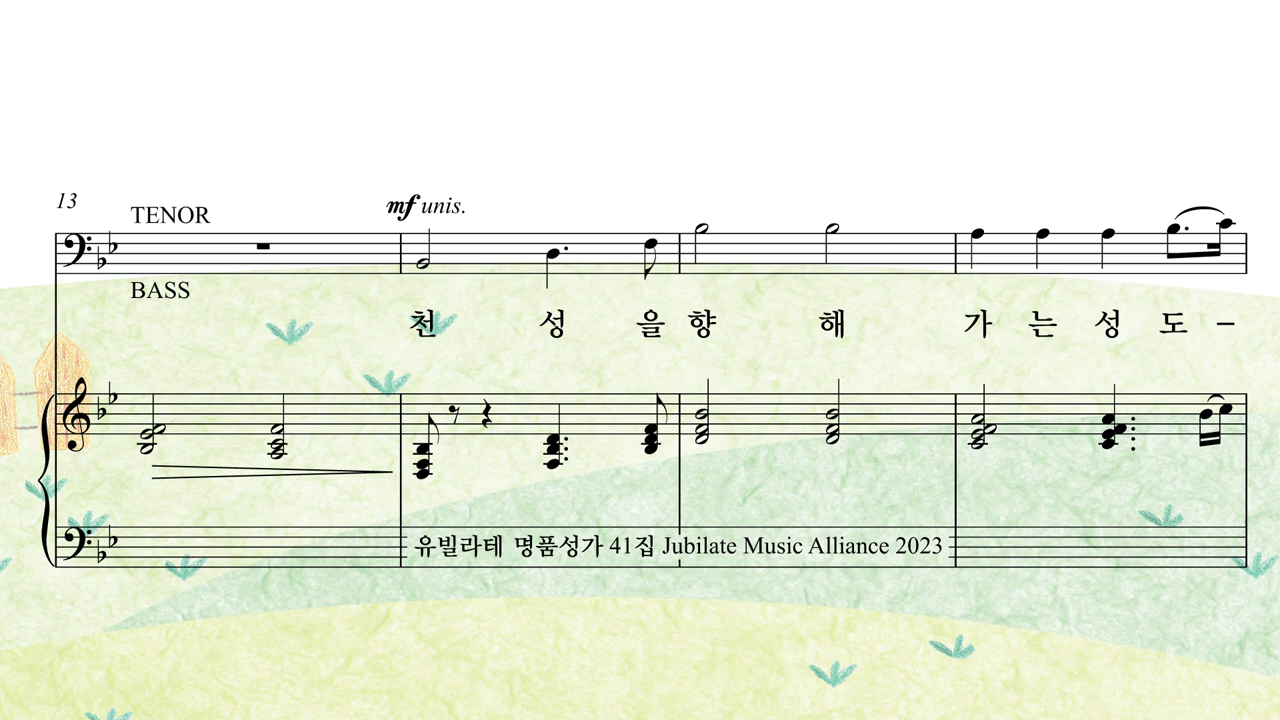 13
TENOR
mf unis.
BASS
천 성 을 향 해 가 는 성 도 –
유빌라테 명품성가 41집 Jubilate Music Alliance 2023